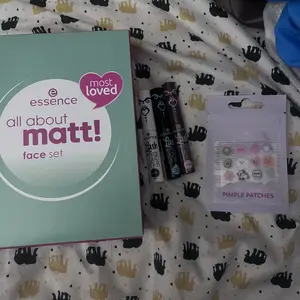 essence
most
loved
all about
matt!
face set
PIMPLE PATCHES